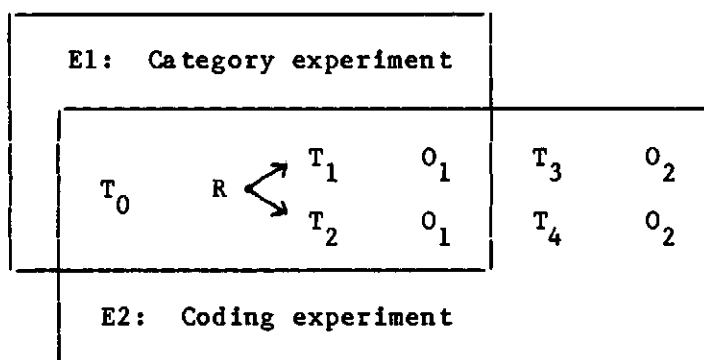 E1: Category experiment
T1 O1 T3 O2
T0 R
T2 O1 T4 O2
E2: Coding experiment